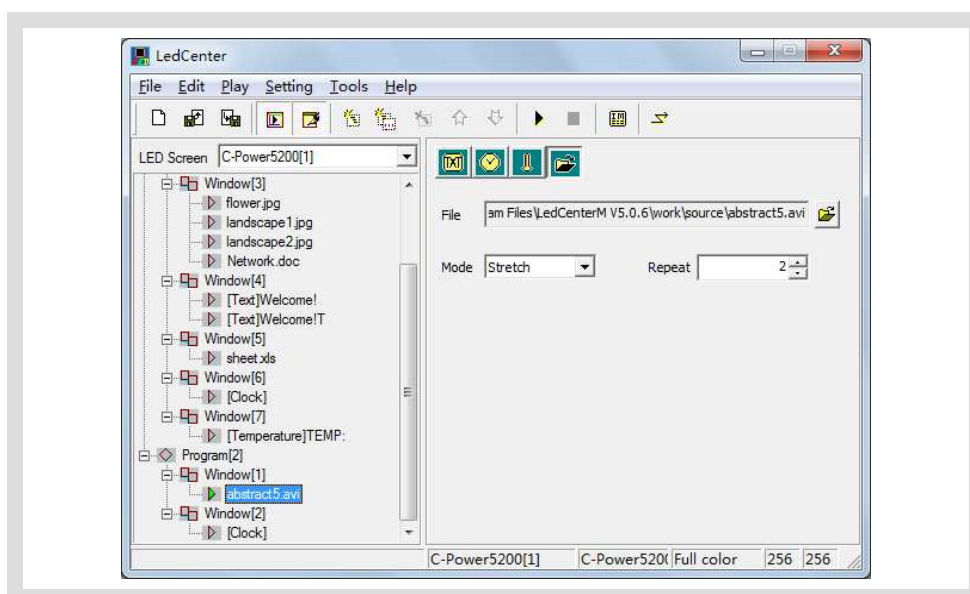 LedCenter
File Edit Play Setting Tools Help
LED Screen C-Power5200[1]
Window[3]
flower.jpg
landscape1.jpg
landscape2.jpg
Network.doc
Window[4]
[Text]Welcome!
[Text]Welcome!T
Window[5]
sheet.xls
Window[6]
[Clock]
Window[7]
[Temperature]TEMP:
Program[2]
Window[1]
abstract5.avi
Window[2]
[Clock]
TXT
File am Files\LedCenterM V5.0.6\work\source\abstract5.avi
Mode Stretch Repeat 2
C-Power5200[1] C-Power520( Full color 256 256